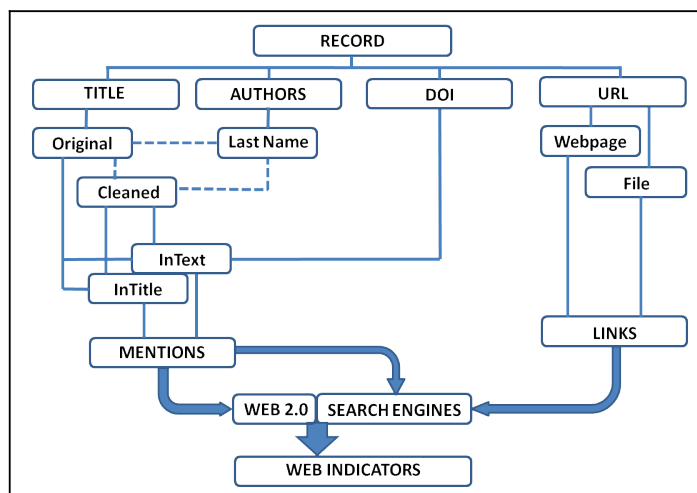 RECORD
TITLE
AUTHORS
DOI
URL
Original
Last Name
Webpage
Cleaned
File
InText
InTitle
MENTIONS
LINKS
WEB 2.0
SEARCH ENGINES
WEB INDICATORS